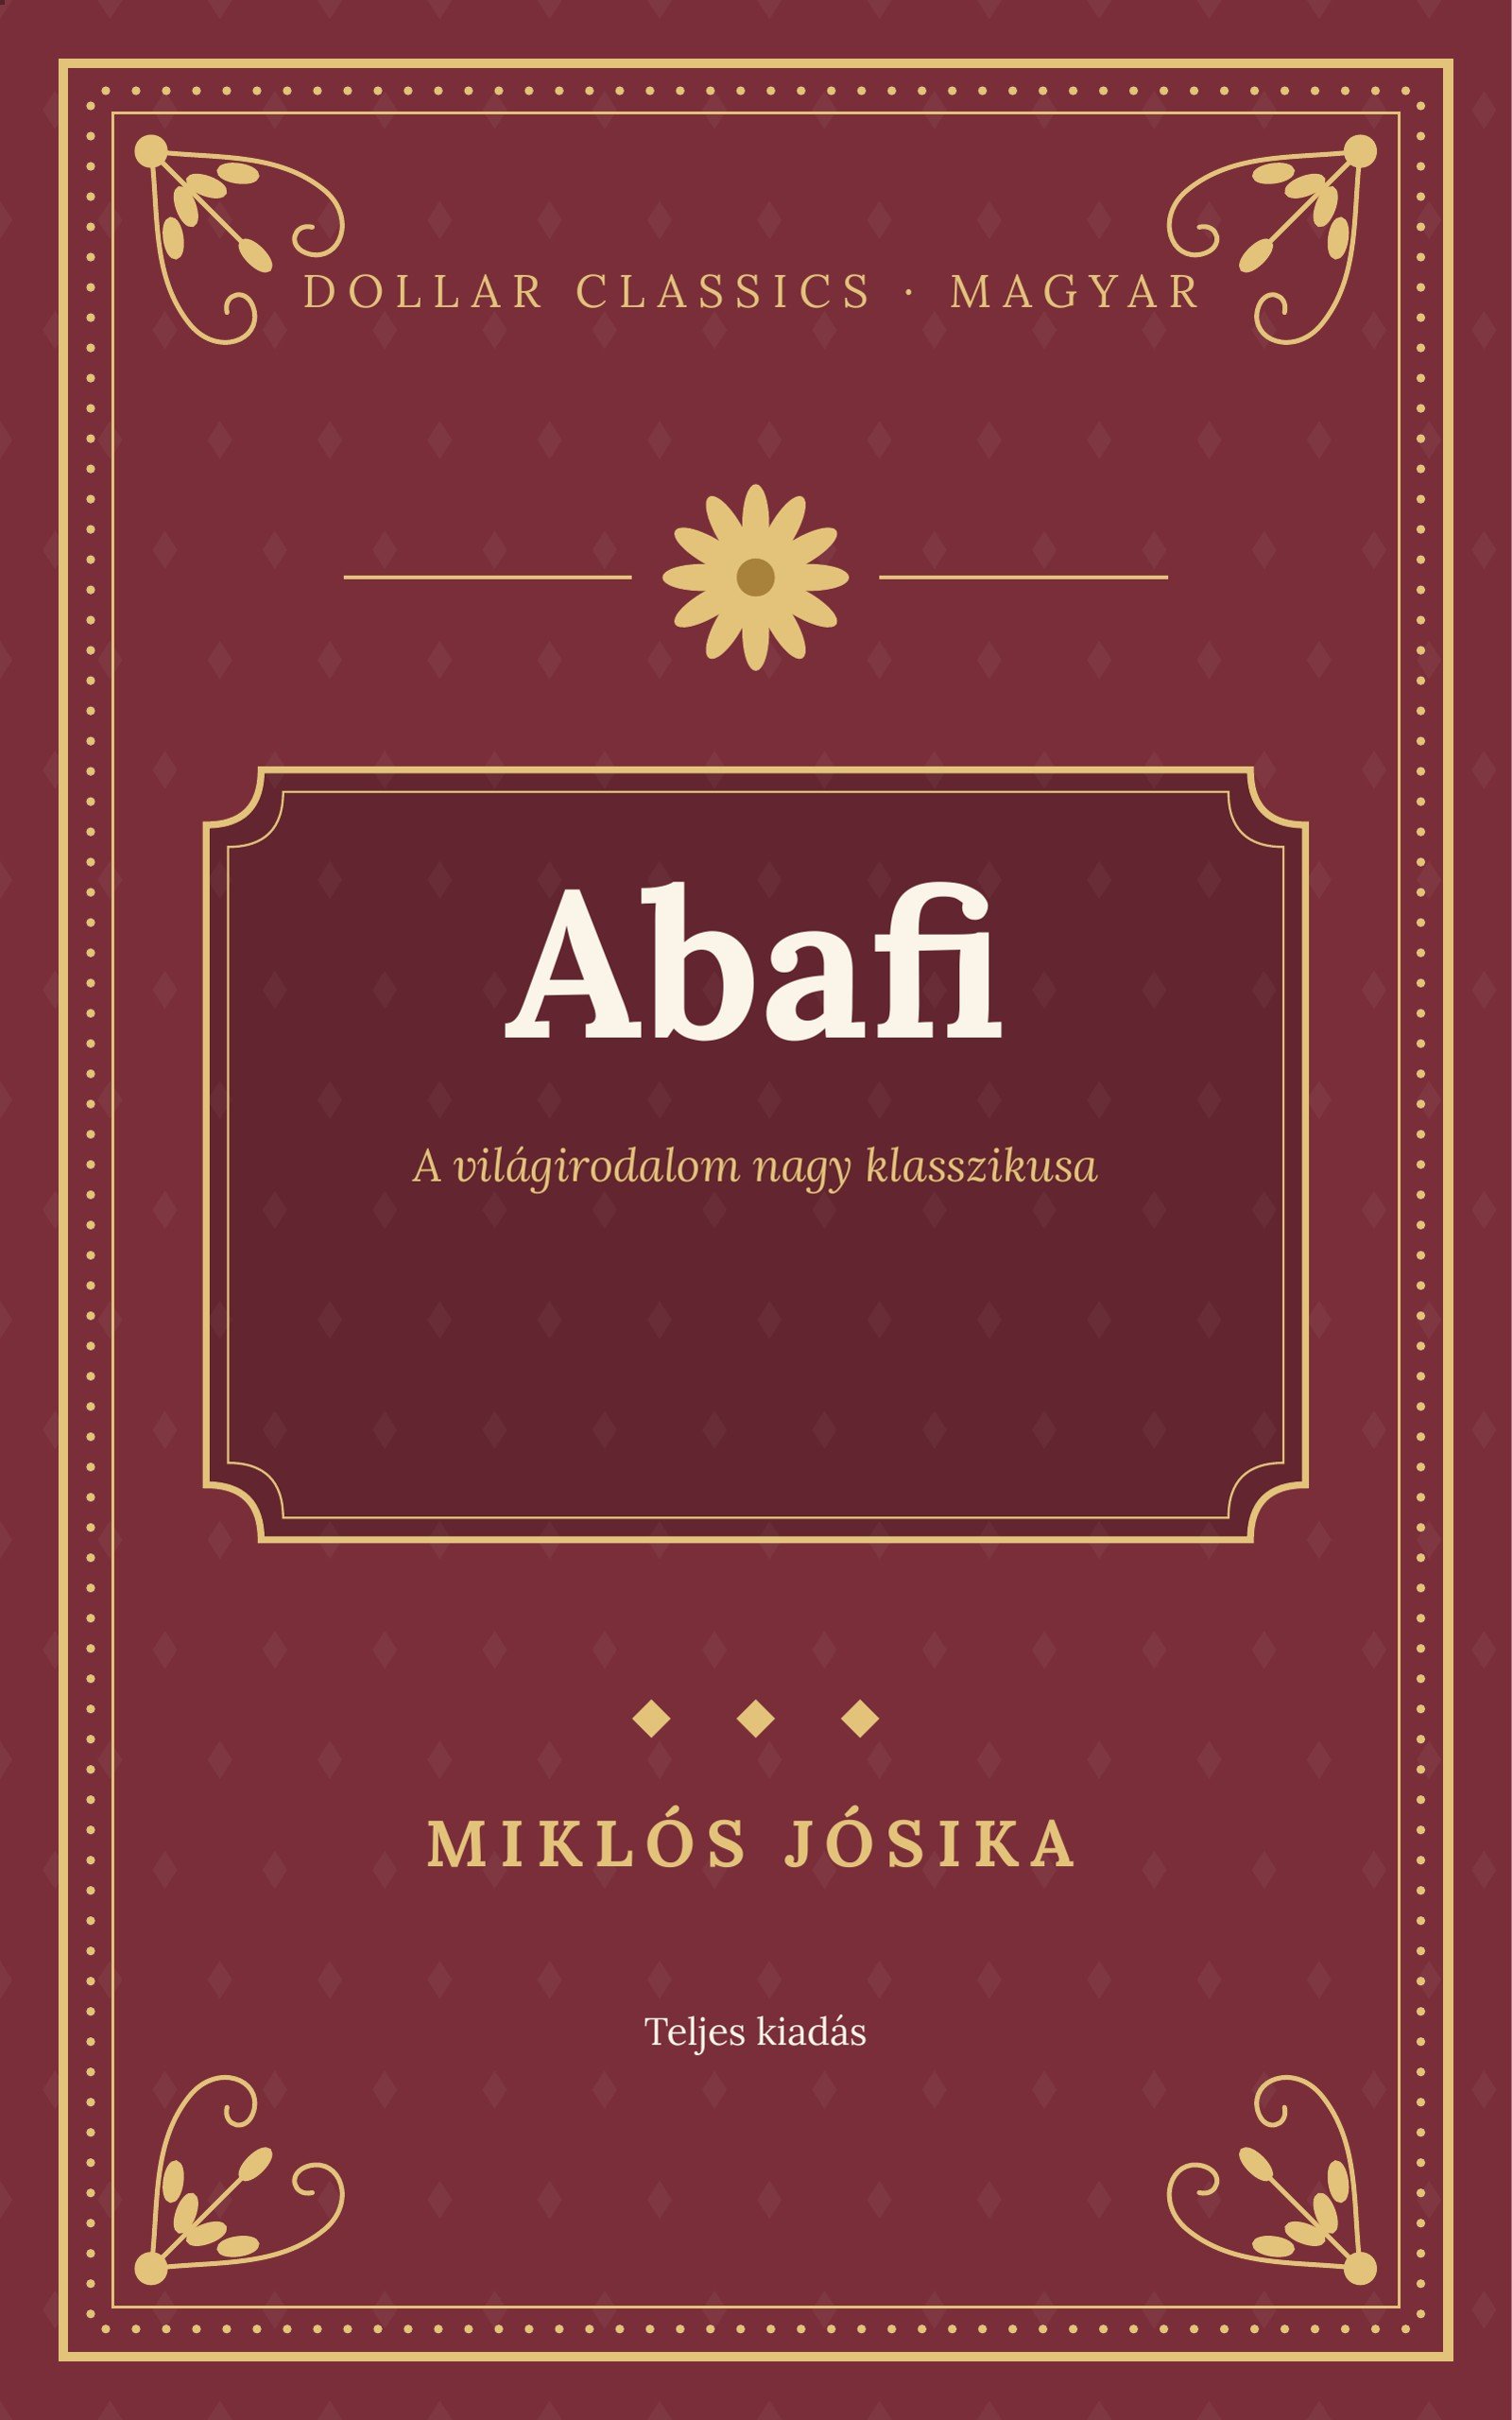 DOLLAR CLASSICS · MAGYAR
Abafi
A világirodalom nagy klasszikusa
MIKLÓS JÓSIKA
Teljes kiadás